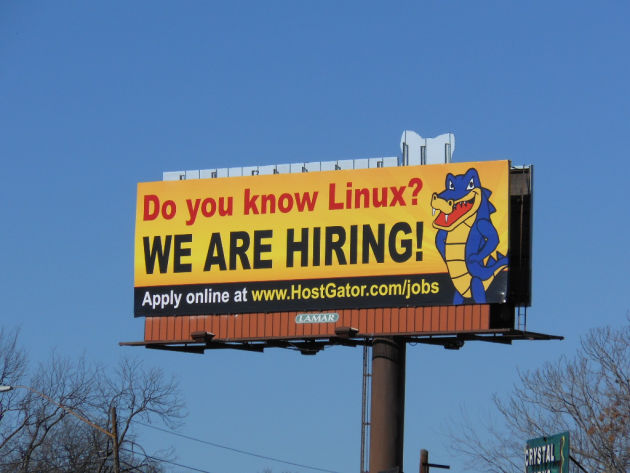 Do you know Linux?
WE ARE HIRING!
Apply online at www.HostGator.com/jobs
LAMAR
CRYSTAL